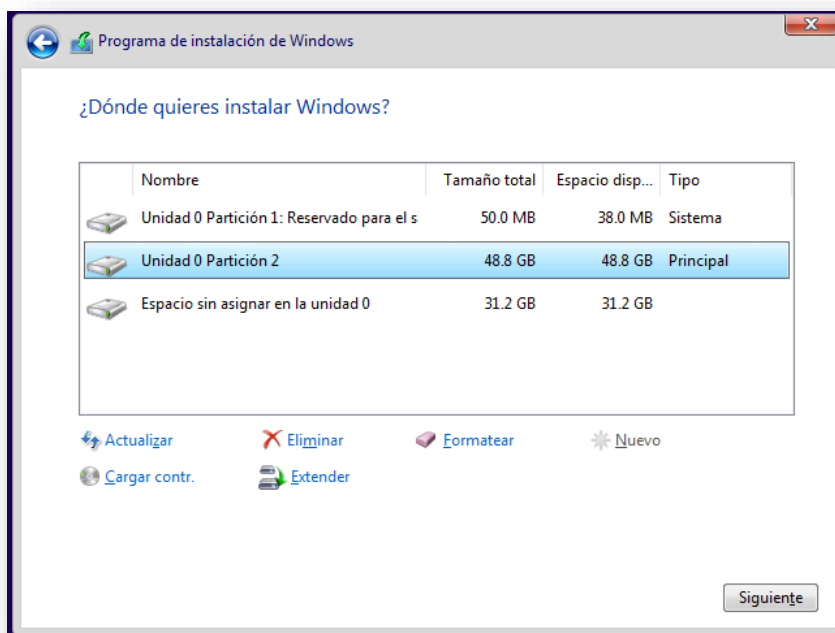 Programa de instalación de Windows
¿Dónde quieres instalar Windows?
Nombre Tamaño total Espacio disp... Tipo
Unidad 0 Partición 1: Reservado para el s 50.0 MB 38.0 MB Sistema
Unidad 0 Partición 2 48.8 GB 48.8 GB Principal
Espacio sin asignar en la unidad 0 31.2 GB 31.2 GB
Actualizar Eliminar Formatear Nuevo
Cargar contr. Extender
Siguiente